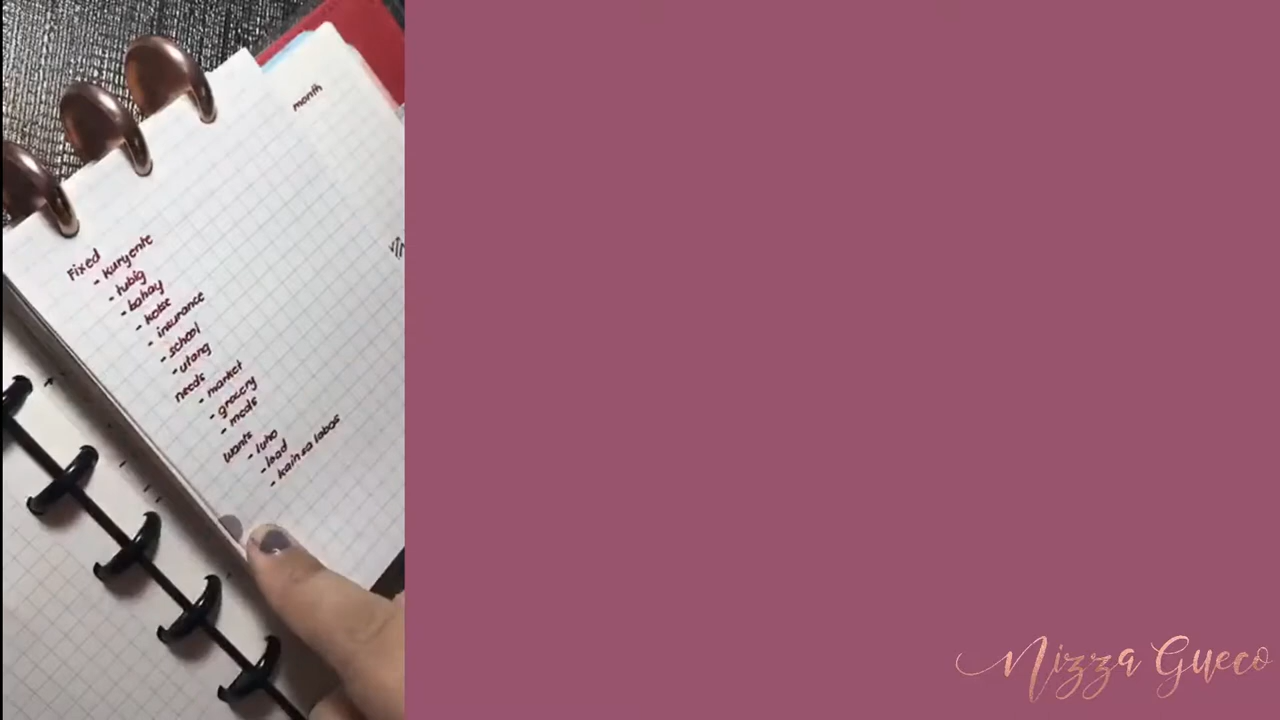 month
Fixed
- kuryente
- tubig
- bahay
- kotse
- insurance
- school
- utang
needs
- market
- grocery
- meds
wants
- luho
- load
- kain sa labas
Nizza Gueco